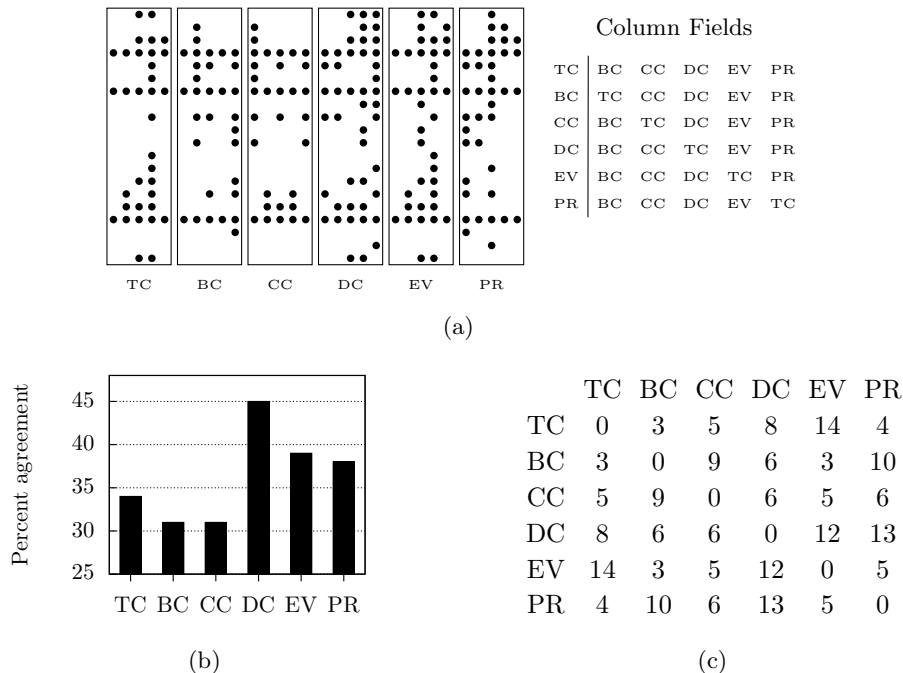 Column Fields
TC BC CC DC EV PR
BC TC CC DC EV PR
CC BC TC DC EV PR
DC BC CC TC EV PR
EV BC CC DC TC PR
PR BC CC DC EV TC
TC BC CC DC EV PR
(a)
Percent agreement
45
40
35
30
25
TC BC CC DC EV PR
(b)
TC BC CC DC EV PR
TC 0 3 5 8 14 4
BC 3 0 9 6 3 10
CC 5 9 0 6 5 6
DC 8 6 6 0 12 13
EV 14 3 5 12 0 5
PR 4 10 6 13 5 0
(c)